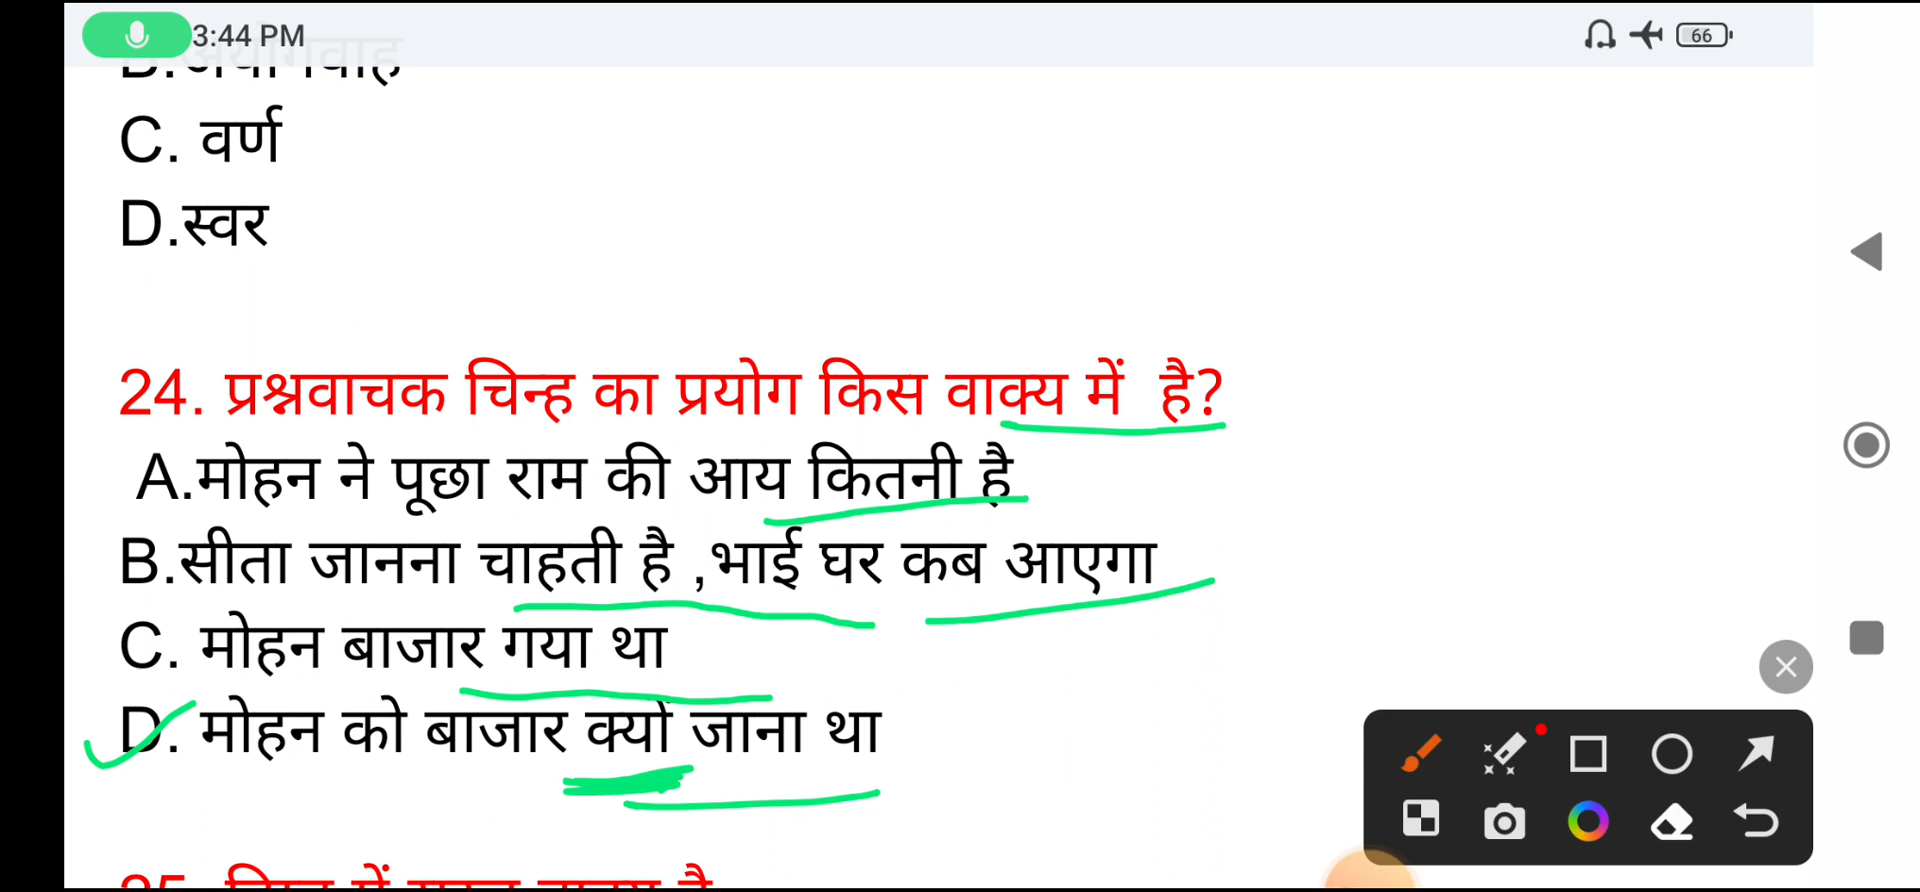 3:44 PM
66
C. वर्ण
D.स्वर
24. प्रश्नवाचक चिन्ह का प्रयोग किस वाक्य में है?
A.मोहन ने पूछा राम की आय कितनी है
B.सीता जानना चाहती है ,भाई घर कब आएगा
C. मोहन बाजार गया था
D. मोहन को बाजार क्यों जाना था